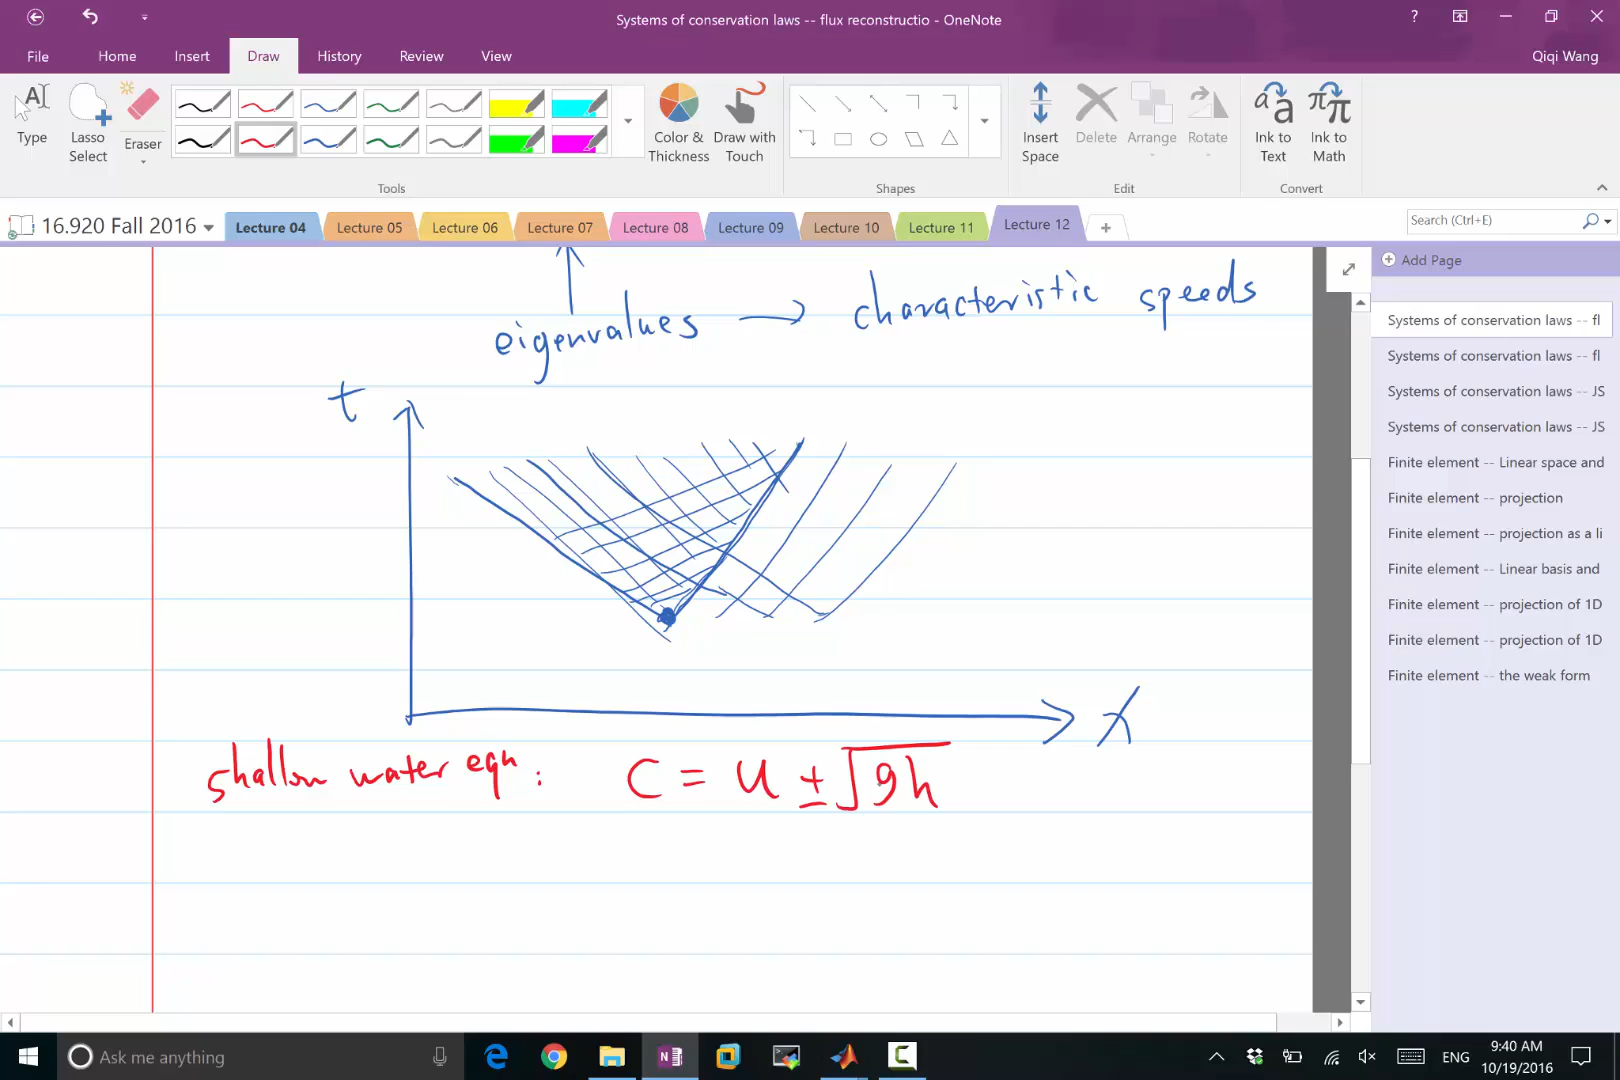 Systems of conservation laws -- flux reconstructio - OneNote
?
File
Home
Insert
Draw
History
Review
View
Qiqi Wang
Type
Lasso Select
Eraser
Color & Thickness
Draw with Touch
Insert Space
Delete
Arrange
Rotate
Ink to Text
Ink to Math
Tools
Shapes
Edit
Convert
16.920 Fall 2016
Lecture 04
Lecture 05
Lecture 06
Lecture 07
Lecture 08
Lecture 09
Lecture 10
Lecture 11
Lecture 12
Search (Ctrl+E)
Add Page
Systems of conservation laws -- fl
Systems of conservation laws -- fl
Systems of conservation laws -- JS
Systems of conservation laws -- JS
Finite element -- Linear space and
Finite element -- projection
Finite element -- projection as a li
Finite element -- Linear basis and
Finite element -- projection of 1D
Finite element -- projection of 1D
Finite element -- the weak form
eigenvalues → characteristic speeds
t
x
shallow water eqn : C = u ± √gh
Ask me anything
ENG
9:40 AM
10/19/2016